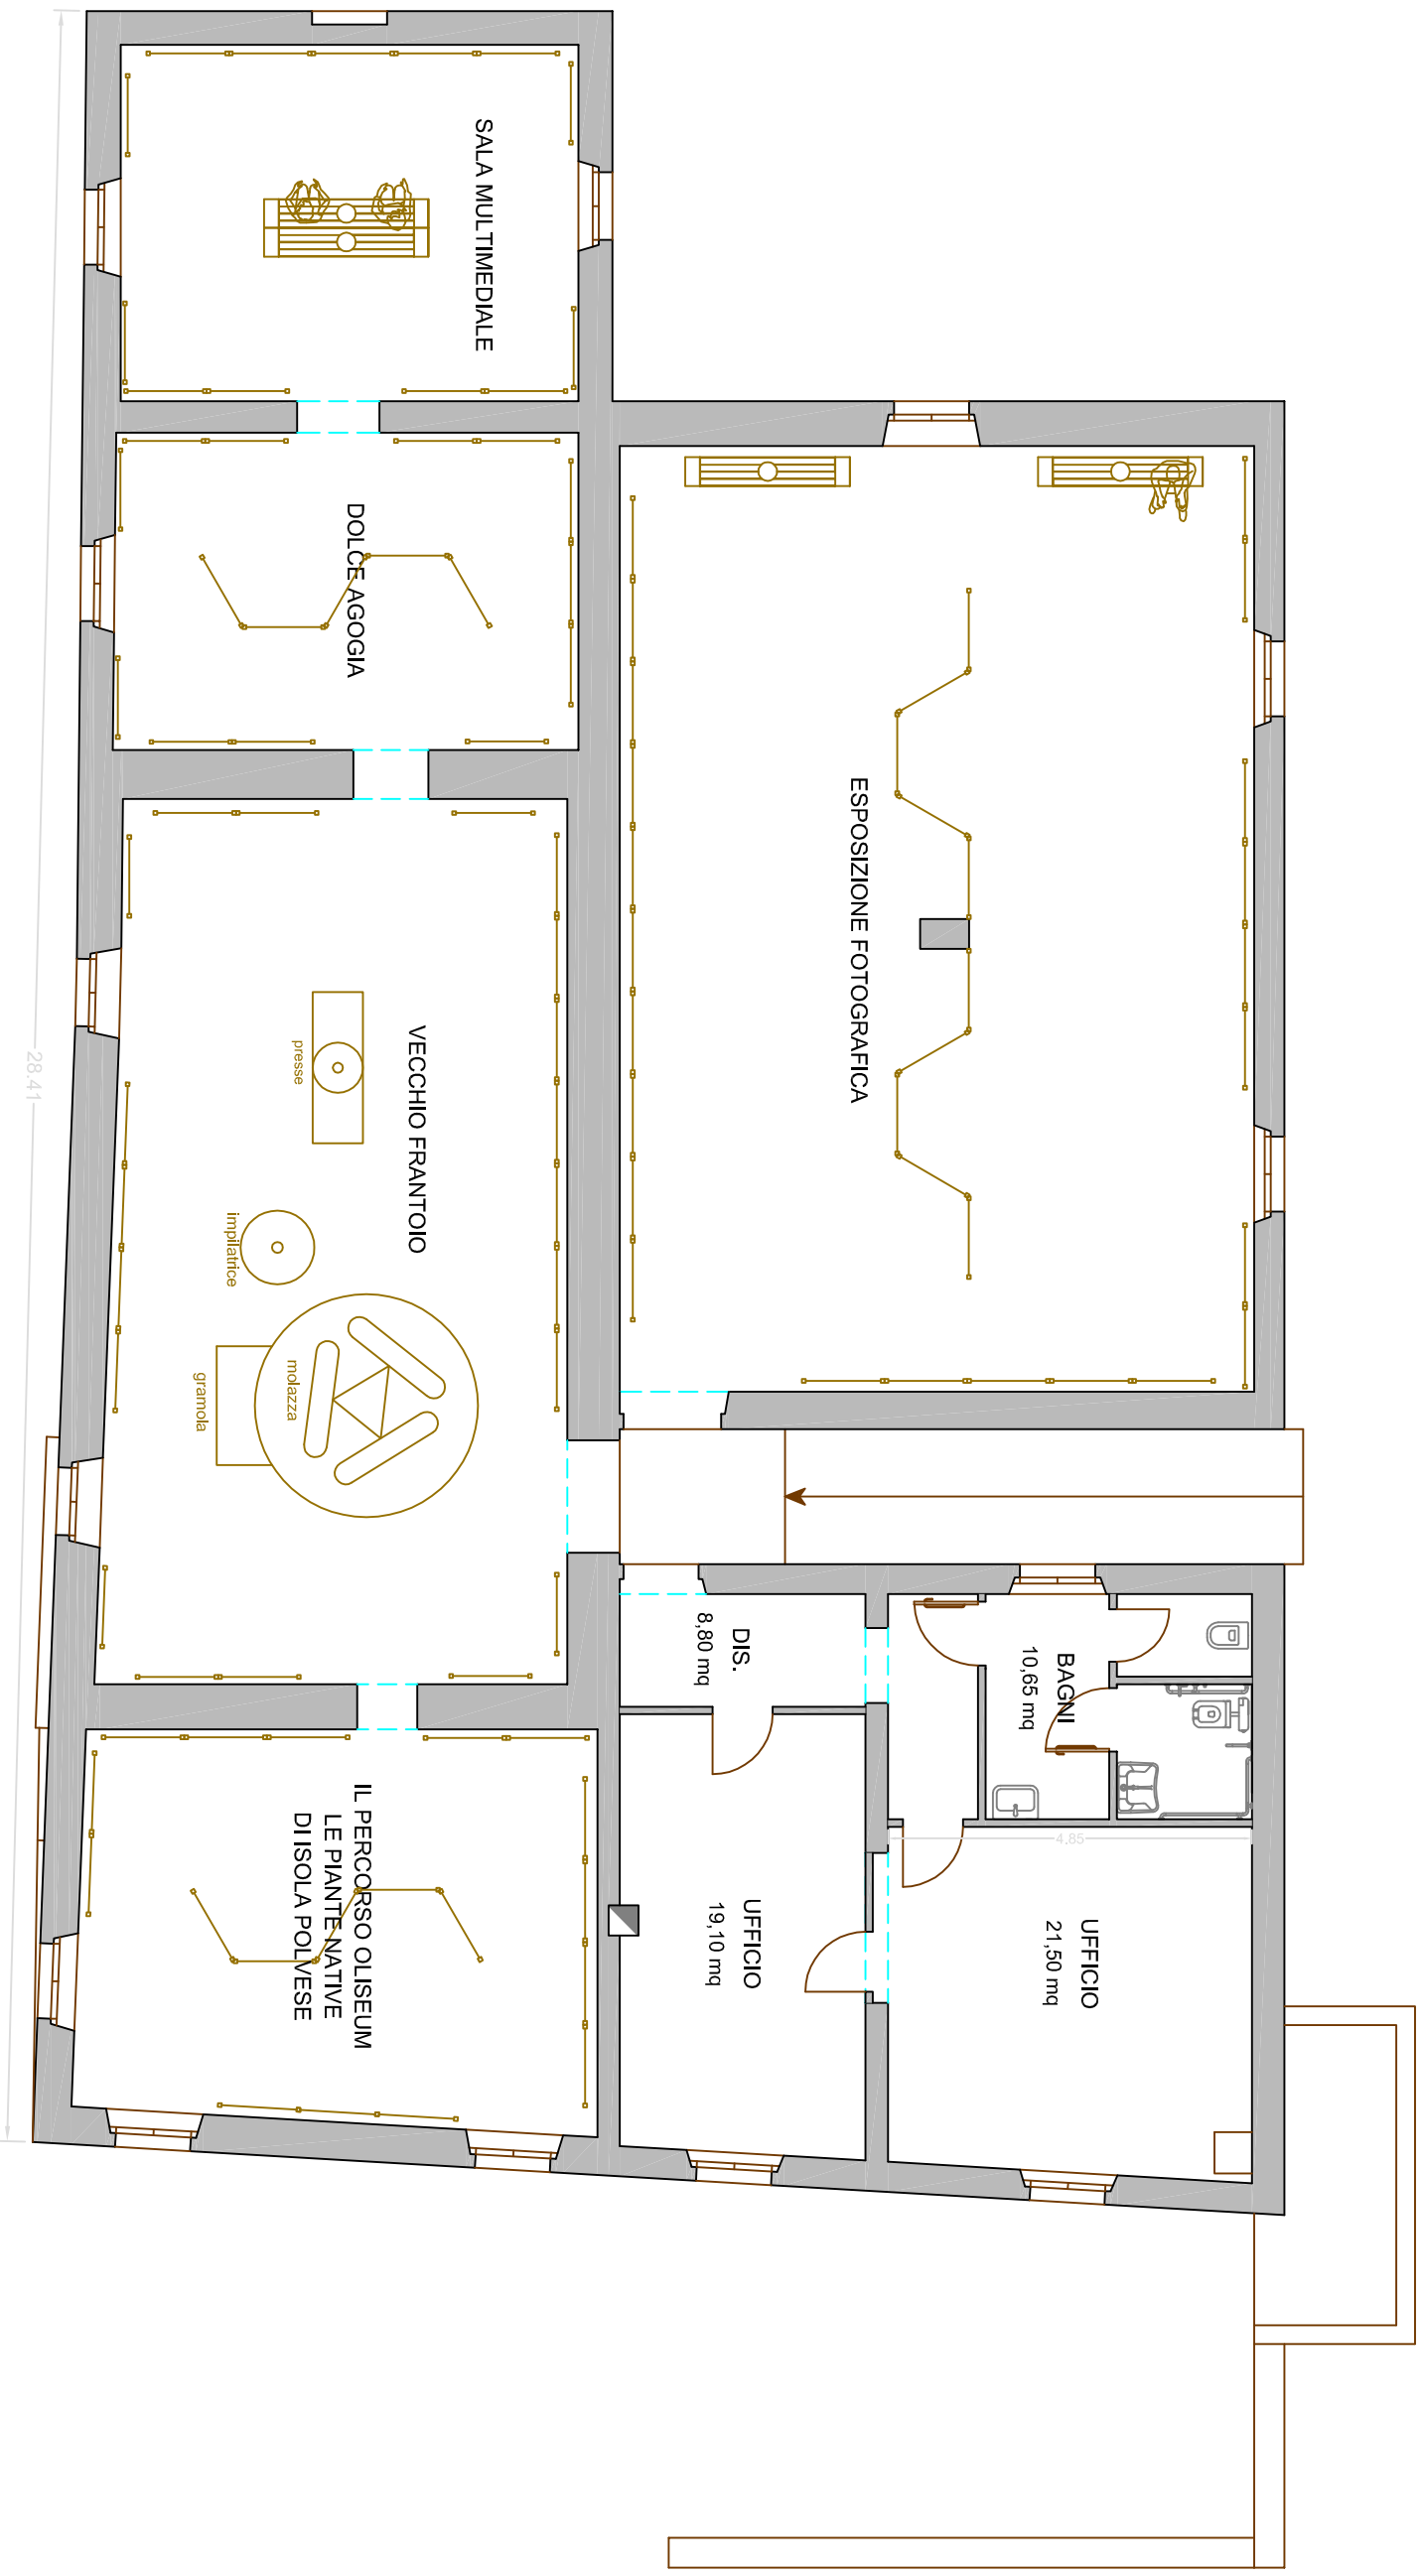 SALA MULTIMEDIALE
DOLCE AGOGIA
ESPOSIZIONE FOTOGRAFICA
VECCHIO FRANTOIO
presse
impilatrice
molazza
gramola
28.41
DIS.
8,80 mq
BAGNI
10,65 mq
4,85
UFFICIO
19,10 mq
UFFICIO
21,50 mq
IL PERCORSO OLISEUM
LE PIANTE NATIVE
DI ISOLA POLVESE